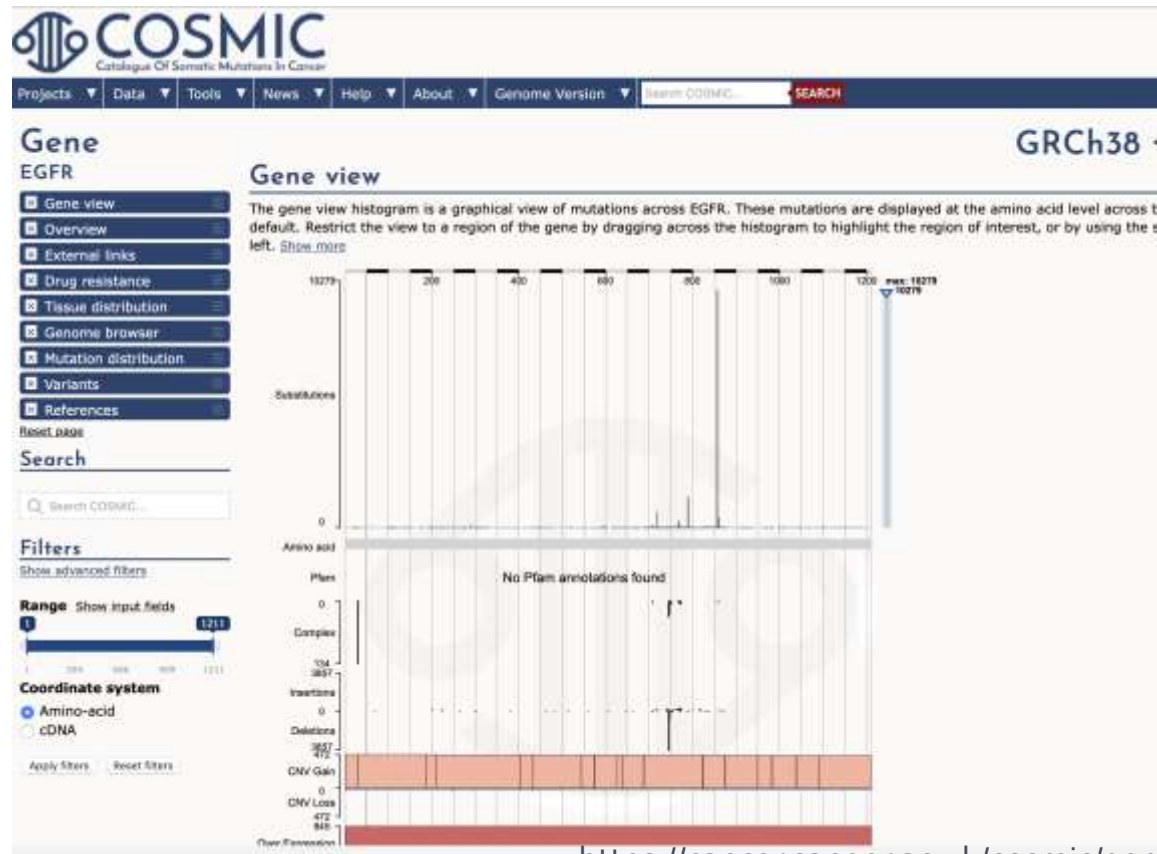 COSMIC
Catalogue Of Somatic Mutations In Cancer
Projects ▼ Data ▼ Tools ▼ News ▼ Help ▼ About ▼ Genome Version ▼ Search COSMIC... SEARCH
Gene
GRCh38
EGFR
Gene view
Gene view
Overview
External links
Drug resistance
Tissue distribution
Genome browser
Mutation distribution
Variants
References
Reset page
The gene view histogram is a graphical view of mutations across EGFR. These mutations are displayed at the amino acid level across t
default. Restrict the view to a region of the gene by dragging across the histogram to highlight the region of interest, or by using the s
left. Show more
Search
Search COSMIC...
Filters
Show advanced filters
Range Show input fields
1 1211
1 1211
Coordinate system
Amino-acid
cDNA
Apply filters Reset filters
10279 200 400 600 800 1000 1200 max: 10279
10279
Substitutions
0
Amino acid
Pfam No Pfam annotations found
0
Complex
134
3857
Insertions
0
Deletions
3857
472
CNV Gain
0
CNV Loss
472
845
Over Expression